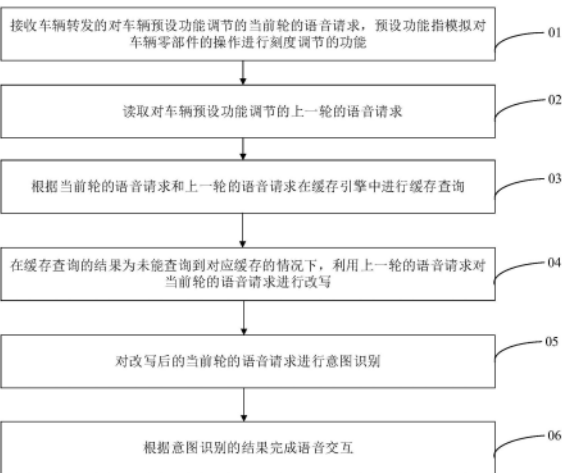 接收车辆转发的对车辆预设功能调节的当前轮的语音请求，预设功能指模拟对
车辆零部件的操作进行刻度调节的功能
01
读取对车辆预设功能调节的上一轮的语音请求
02
根据当前轮的语音请求和上一轮的语音请求在缓存引擎中进行缓存查询
03
在缓存查询的结果为未能查询到对应缓存的情况下，利用上一轮的语音请求对
当前轮的语音请求进行改写
04
对改写后的当前轮的语音请求进行意图识别
05
根据意图识别的结果完成语音交互
06